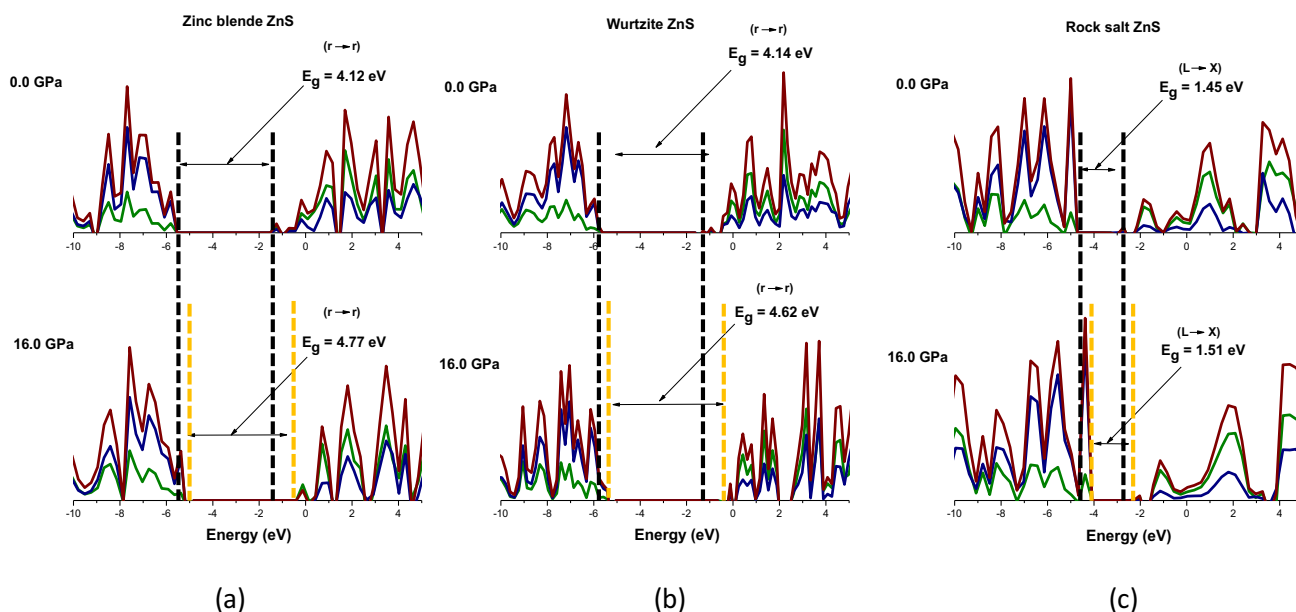 Zinc blende ZnS
(r→r)
E_g = 4.12 eV
0.0 GPa
-10 -8 -6 -4 -2 0 2 4
16.0 GPa
(r→r)
E_g = 4.77 eV
-10 -8 -6 -4 -2 0 2 4
Energy (eV)
(a)
Wurtzite ZnS
(r→r)
E_g = 4.14 eV
0.0 GPa
-10 -8 -6 -4 -2 0 2 4
16.0 GPa
(r→r)
E_g = 4.62 eV
-10 -8 -6 -4 -2 0 2 4
Energy (eV)
(b)
Rock salt ZnS
(L→X)
E_g = 1.45 eV
0.0 GPa
-10 -8 -6 -4 -2 0 2 4
16.0 GPa
(L→X)
E_g = 1.51 eV
-10 -8 -6 -4 -2 0 2 4
Energy (eV)
(c)